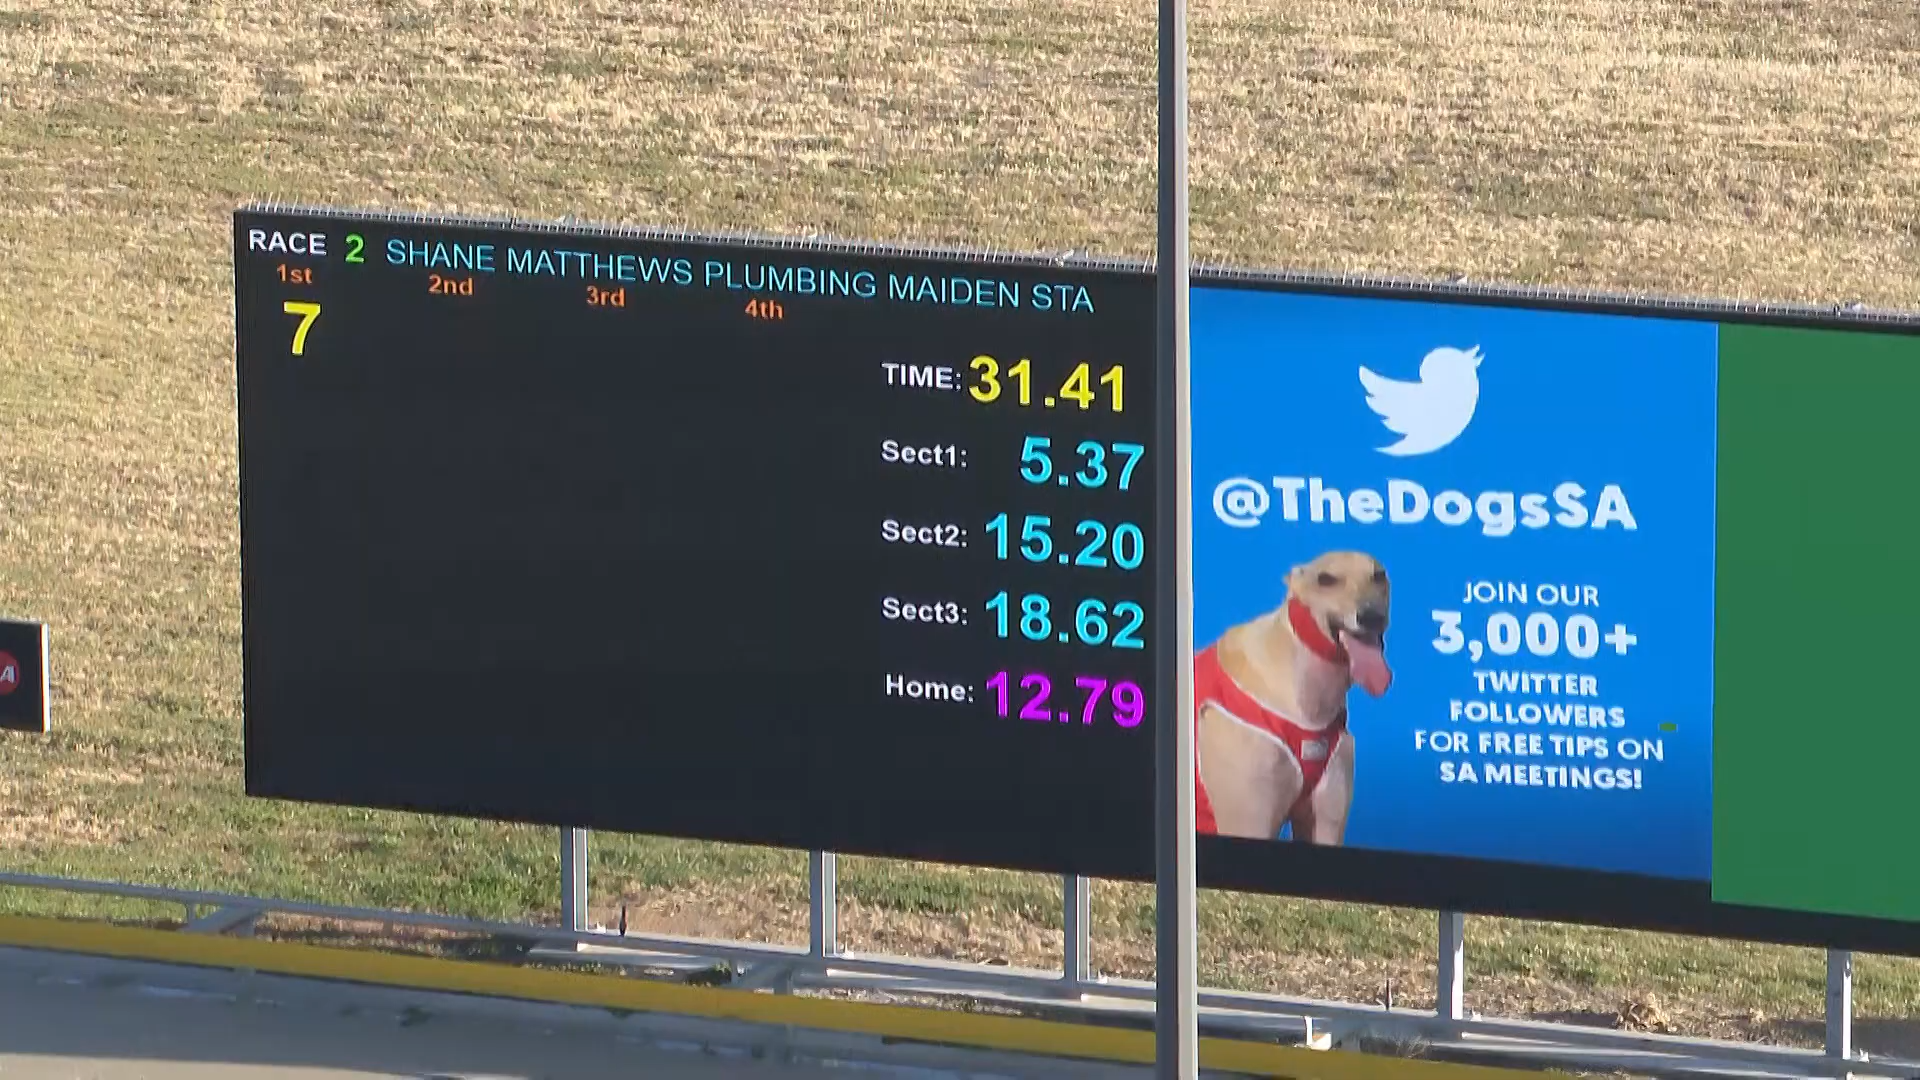 RACE 2 SHANE MATTHEWS PLUMBING MAIDEN STA
1st 2nd 3rd 4th
7
TIME: 31.41
Sect1: 5.37
Sect2: 15.20
Sect3: 18.62
Home: 12.79
@TheDogsSA
JOIN OUR
3,000+
TWITTER
FOLLOWERS
FOR FREE TIPS ON
SA MEETINGS!